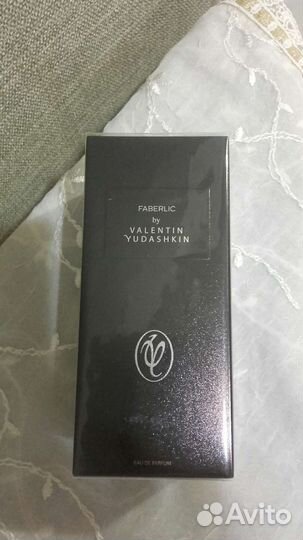 FABERLIC
by
VALENTIN
YUDASHKIN
EAU DE PARFUM
Avito